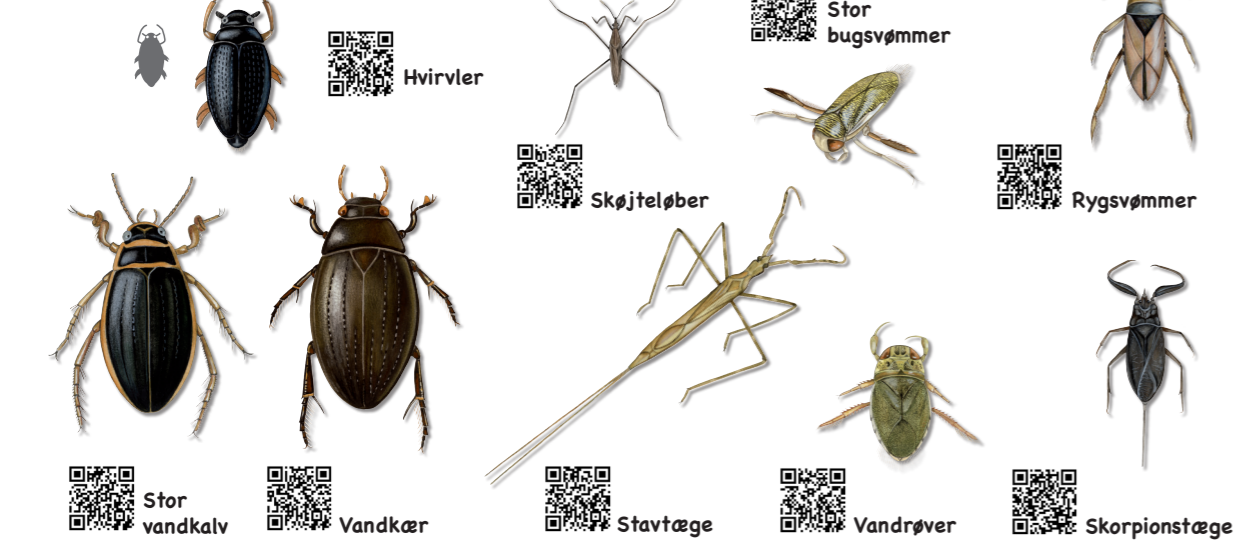 Stor
bugsvømmer
Hvirvler
Skøjteløber
Rygsvømmer
Stor
vandkalv
Vandkær
Stavtæge
Vandrøver
Skorpionstæge